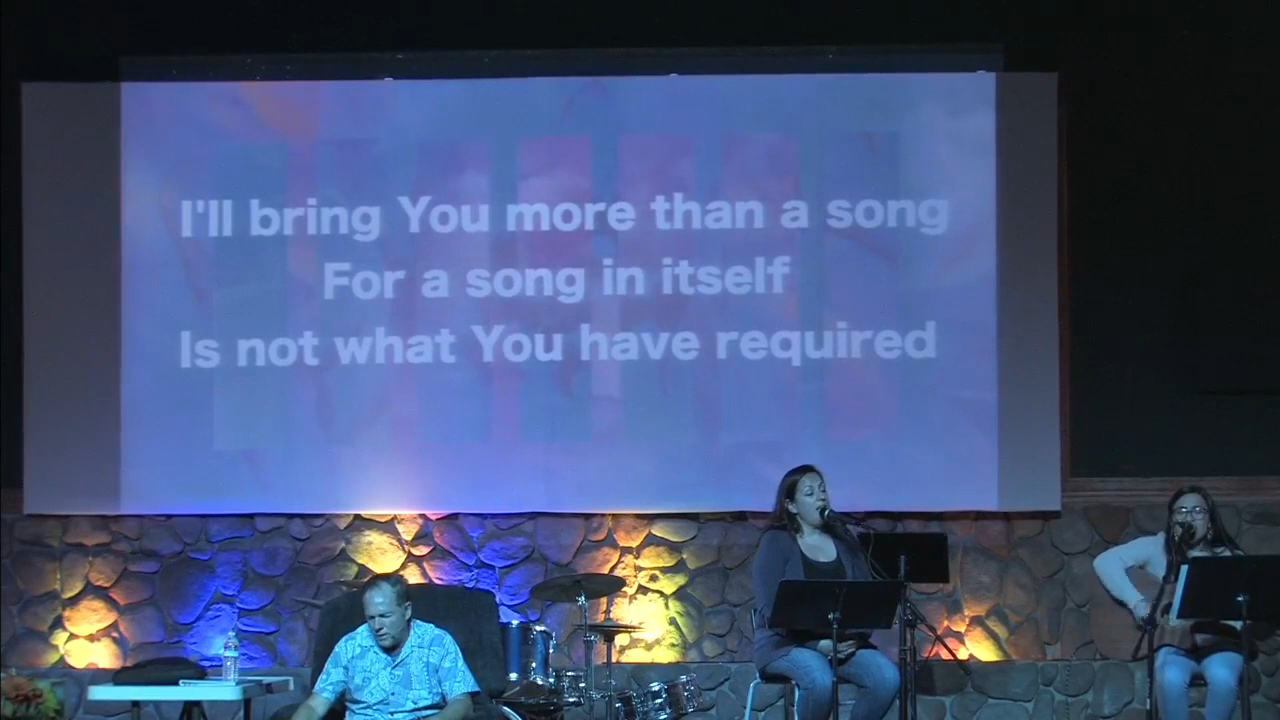 I'll bring You more than a song
For a song in itself
Is not what You have required